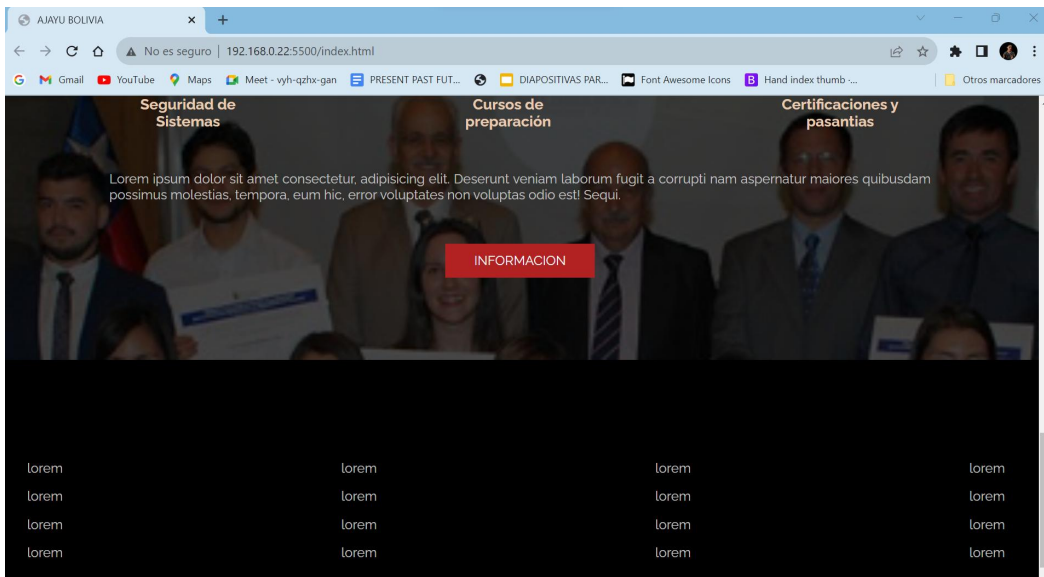 AJAYU BOLIVIA
No es seguro | 192.168.0.22:5500/index.html
Gmail YouTube Maps Meet - vyh-qzhx-gan PRESENT PAST FUT... DIAPOSITIVAS PAR... Font Awesome Icons Hand index thumb -... Otros marcadores
Seguridad de
Sistemas
Cursos de
preparación
Certificaciones y
pasantias
Lorem ipsum dolor sit amet consectetur, adipisicing elit. Deserunt veniam laborum fugit a corrupti nam aspernatur maiores quibusdam
possimus molestias, tempora, eum hic, error voluptates non voluptas odio est! Sequi.
INFORMACION
lorem lorem lorem lorem
lorem lorem lorem lorem
lorem lorem lorem lorem
lorem lorem lorem lorem